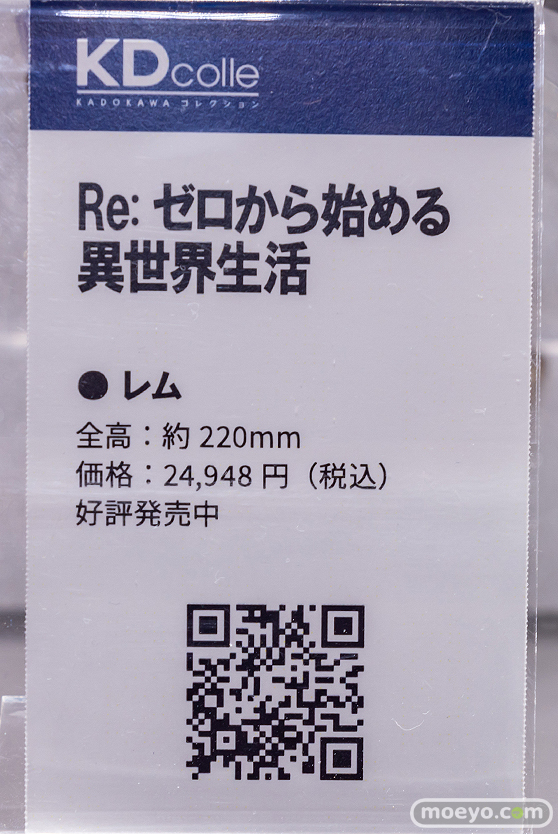 KDcolle
KADOKAWA コレクション
Re: ゼロから始める
異世界生活
● レム
全高：約 220mm
価格：24,948 円（税込）
好評発売中
moeyo.com